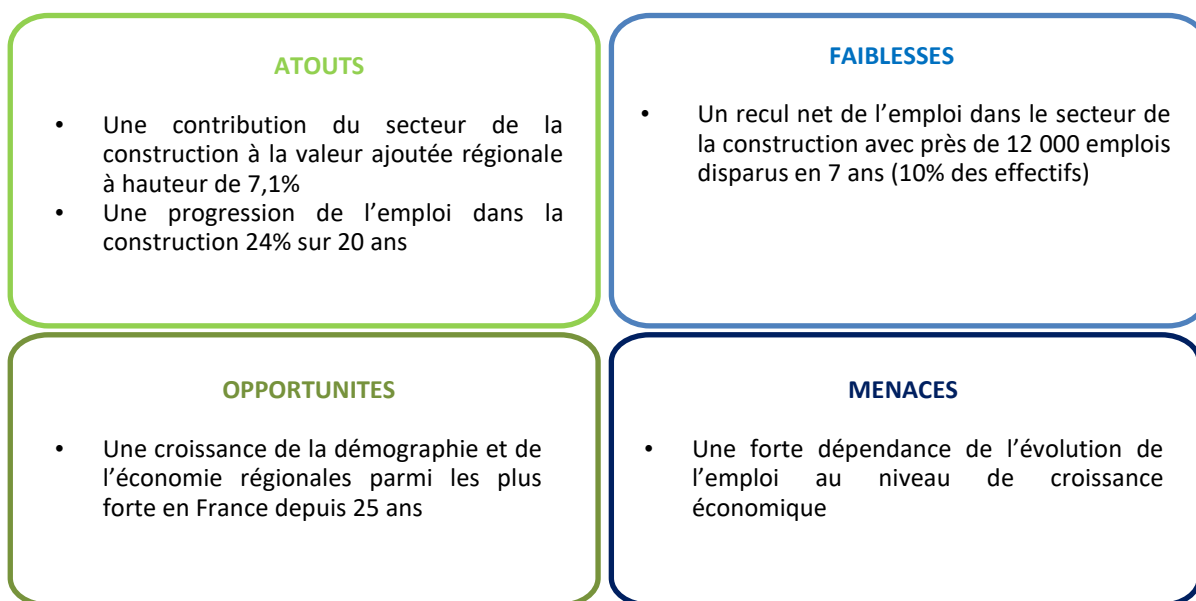 ATOUTS
• Une contribution du secteur de la
construction à la valeur ajoutée régionale
à hauteur de 7,1%
• Une progression de l’emploi dans la
construction 24% sur 20 ans
FAIBLESSES
• Un recul net de l’emploi dans le secteur de
la construction avec près de 12 000 emplois
disparus en 7 ans (10% des effectifs)
OPPORTUNITES
• Une croissance de la démographie et de
l’économie régionales parmi les plus
forte en France depuis 25 ans
MENACES
• Une forte dépendance de l’évolution de
l’emploi au niveau de croissance
économique